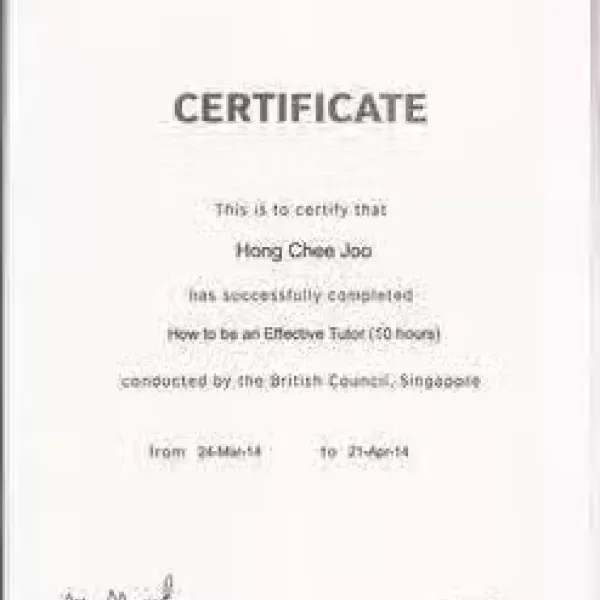 CERTIFICATE
This is to certify that
Hong Chee Joo
has successfully completed
How to be an Effective Tutor (10 hours)
conducted by the British Council, Singapore
from 24-Mar-14 to 21-Apr-14